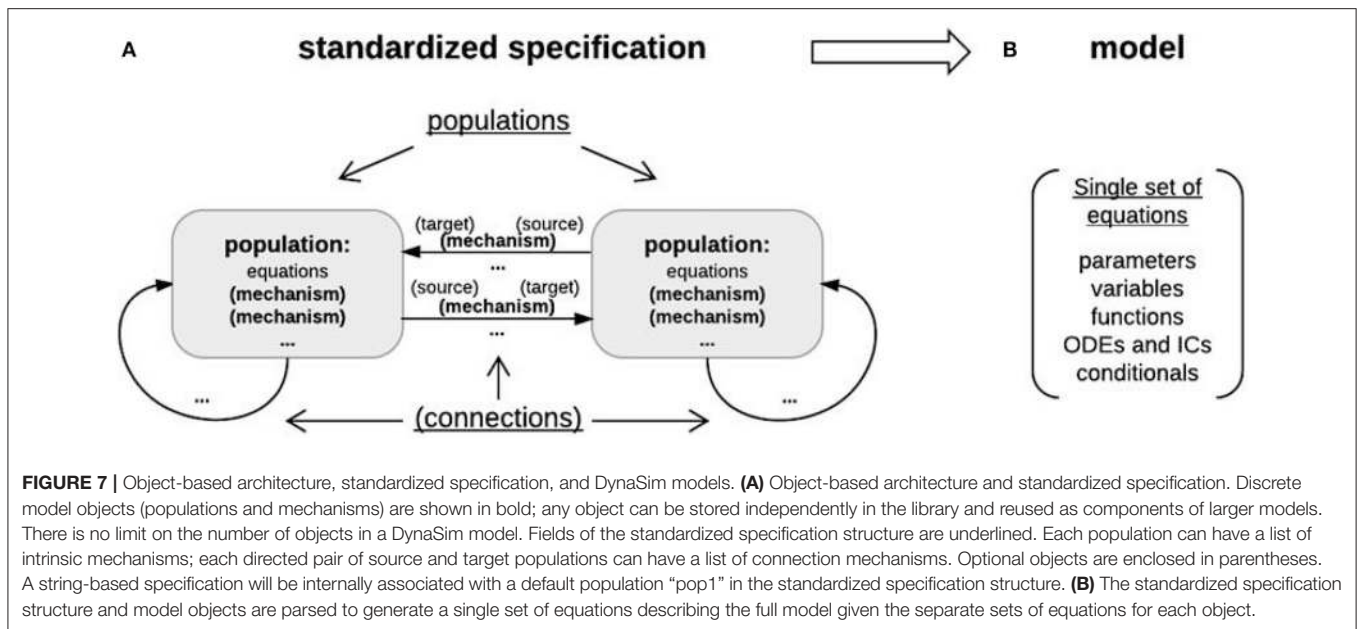 A
standardized specification
B
model
populations
population:
equations
(mechanism)
(mechanism)
...
...
(target) (source)
(mechanism)
...
(source) (target)
(mechanism)
...
population:
equations
(mechanism)
(mechanism)
...
...
(connections)
Single set of
equations
parameters
variables
functions
ODEs and ICs
conditionals
FIGURE 7 | Object-based architecture, standardized specification, and DynaSim models. (A) Object-based architecture and standardized specification. Discrete
model objects (populations and mechanisms) are shown in bold; any object can be stored independently in the library and reused as components of larger models.
There is no limit on the number of objects in a DynaSim model. Fields of the standardized specification structure are underlined. Each population can have a list of
intrinsic mechanisms; each directed pair of source and target populations can have a list of connection mechanisms. Optional objects are enclosed in parentheses.
A string-based specification will be internally associated with a default population “pop1” in the standardized specification structure. (B) The standardized specification
structure and model objects are parsed to generate a single set of equations describing the full model given the separate sets of equations for each object.